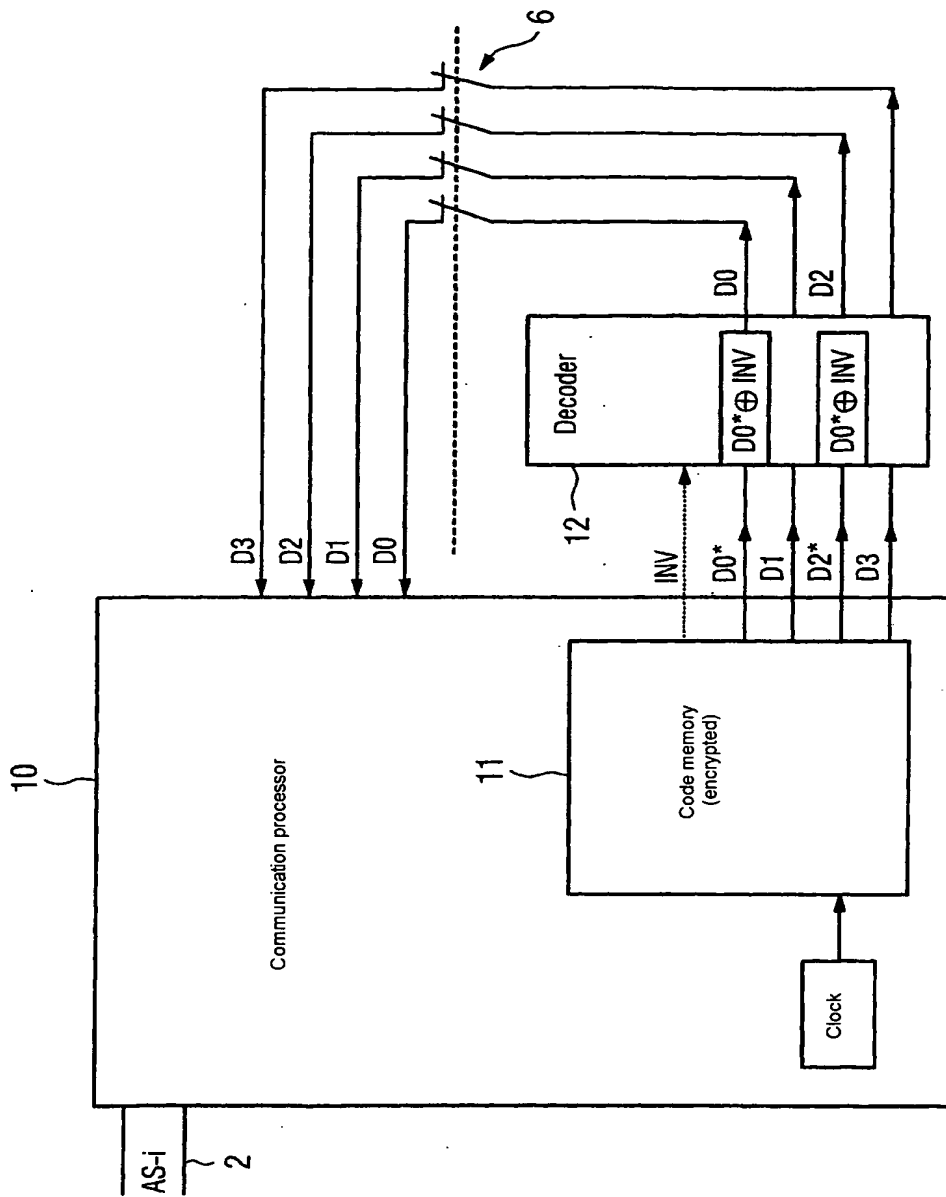 AS-i
2
10
Communication processor
Clock
11
Code memory
(encrypted)
D3
D2
D1
D0
INV
D0*
D1
D2*
D3
12
Decoder
D0*⊕INV
D0*⊕INV
D0
D2
6